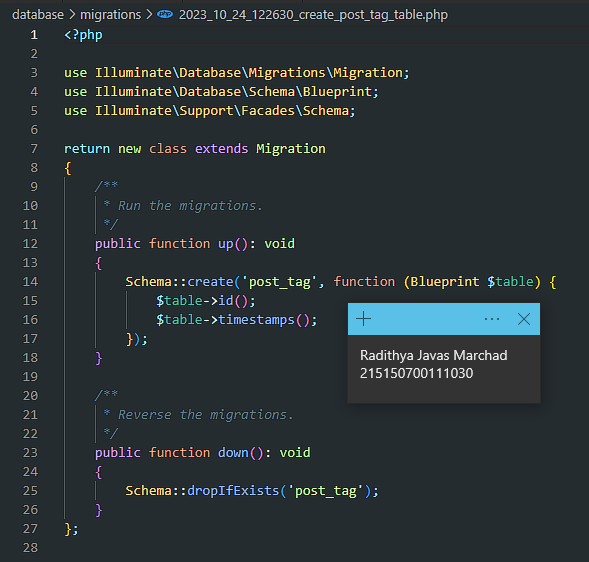 database > migrations > php 2023_10_24_122630_create_post_tag_table.php
1 <?php
2
3 use Illuminate\Database\Migrations\Migration;
4 use Illuminate\Database\Schema\Blueprint;
5 use Illuminate\Support\Facades\Schema;
6
7 return new class extends Migration
8 {
9 /**
10 * Run the migrations.
11 */
12 public function up(): void
13 {
14 Schema::create('post_tag', function (Blueprint $table) {
15 $table->id();
16 $table->timestamps();
17 });
18 }
19
20 /**
21 * Reverse the migrations.
22 */
23 public function down(): void
24 {
25 Schema::dropIfExists('post_tag');
26 }
27 };
28
Radithya Javas Marchad
215150700111030